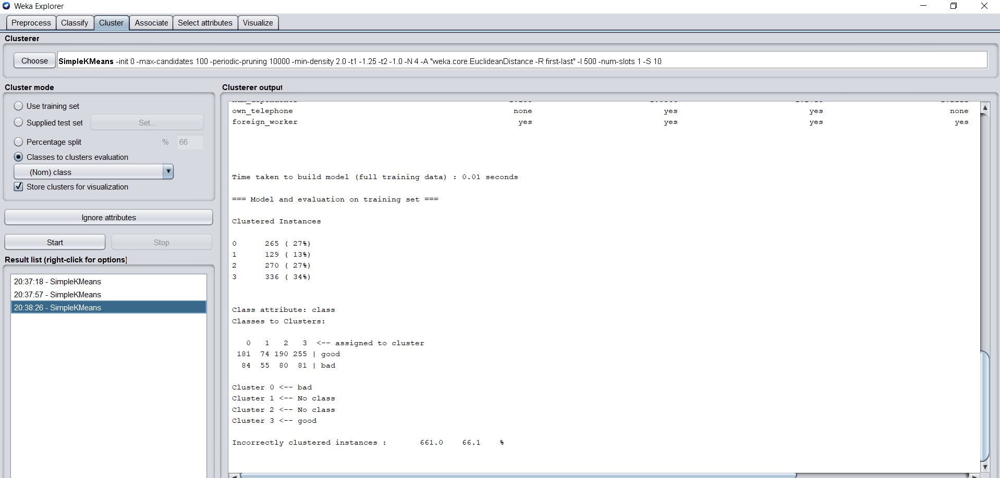 Weka Explorer
Preprocess Classify Cluster Associate Select attributes Visualize
Clusterer
Choose SimpleKMeans -init 0 -max-candidates 100 -periodic-pruning 10000 -min-density 2.0 -t1 -1.25 -t2 -1.0 -N 4 -A "weka.core.EuclideanDistance -R first-last" -I 500 -num-slots 1 -S 10
Cluster mode
Use training set
Supplied test set Set...
Percentage split % 66
Classes to clusters evaluation
(Nom) class
Store clusters for visualization
Ignore attributes
Start Stop
Result list (right-click for options)
20:37:18 - SimpleKMeans
20:37:57 - SimpleKMeans
20:38:26 - SimpleKMeans
Clusterer output
own_telephone none yes yes none
foreign_worker yes yes yes yes
Time taken to build model (full training data) : 0.01 seconds
=== Model and evaluation on training set ===
Clustered Instances
0 265 ( 27%)
1 129 ( 13%)
2 270 ( 27%)
3 336 ( 34%)
Class attribute: class
Classes to Clusters:
0 1 2 3 <-- assigned to cluster
181 74 190 255 | good
84 55 80 81 | bad
Cluster 0 <-- bad
Cluster 1 <-- No class
Cluster 2 <-- No class
Cluster 3 <-- good
Incorrectly clustered instances : 661.0 66.1 %